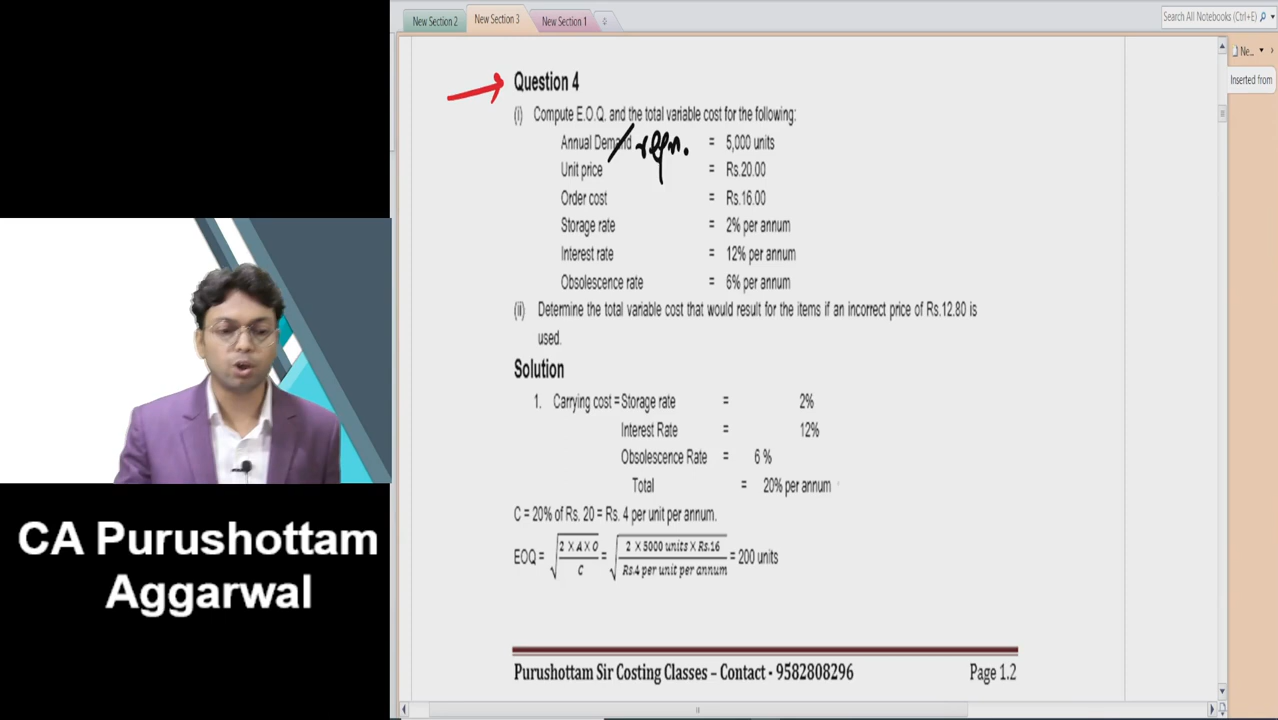 New Section 2
New Section 3
New Section 1
Search All Notebooks (Ctrl+E)
Ne...
Inserted from
Question 4
(i) Compute E.O.Q. and the total variable cost for the following:
Annual Demand / reqm. = 5,000 units
Unit price = Rs.20.00
Order cost = Rs.16.00
Storage rate = 2% per annum
Interest rate = 12% per annum
Obsolescence rate = 6% per annum
(ii) Determine the total variable cost that would result for the items if an incorrect price of Rs.12.80 is
used.
Solution
1. Carrying cost =Storage rate = 2%
Interest Rate = 12%
Obsolescence Rate = 6 %
Total = 20% per annum
C = 20% of Rs. 20 = Rs. 4 per unit per annum.
EOQ = √(2 X A X O / C) = √(2 X 5000 units X Rs.16 / Rs.4 per unit per annum) = 200 units
Purushottam Sir Costing Classes – Contact - 9582808296 Page 1.2
CA Purushottam
Aggarwal